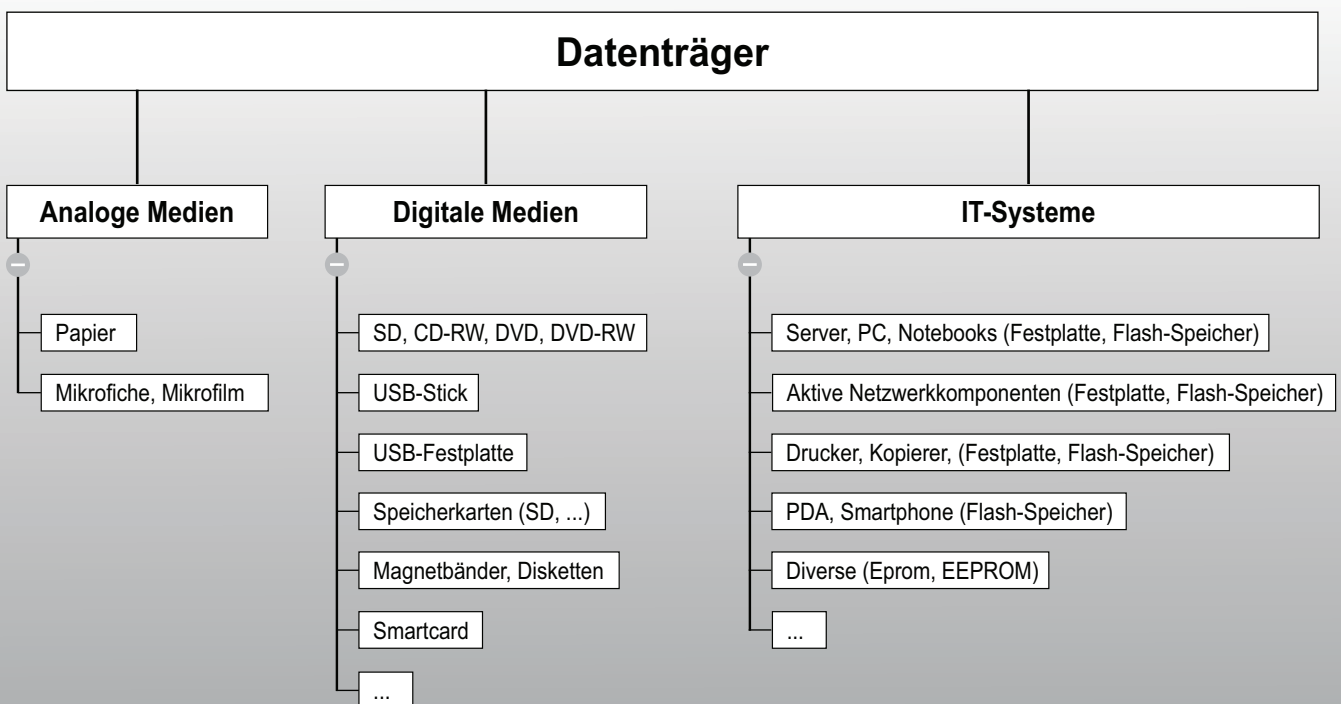 Datenträger
Analoge Medien
Papier
Mikrofiche, Mikrofilm
Digitale Medien
SD, CD-RW, DVD, DVD-RW
USB-Stick
USB-Festplatte
Speicherkarten (SD, ...)
Magnetbänder, Disketten
Smartcard
...
IT-Systeme
Server, PC, Notebooks (Festplatte, Flash-Speicher)
Aktive Netzwerkkomponenten (Festplatte, Flash-Speicher)
Drucker, Kopierer, (Festplatte, Flash-Speicher)
PDA, Smartphone (Flash-Speicher)
Diverse (Eprom, EEPROM)
...